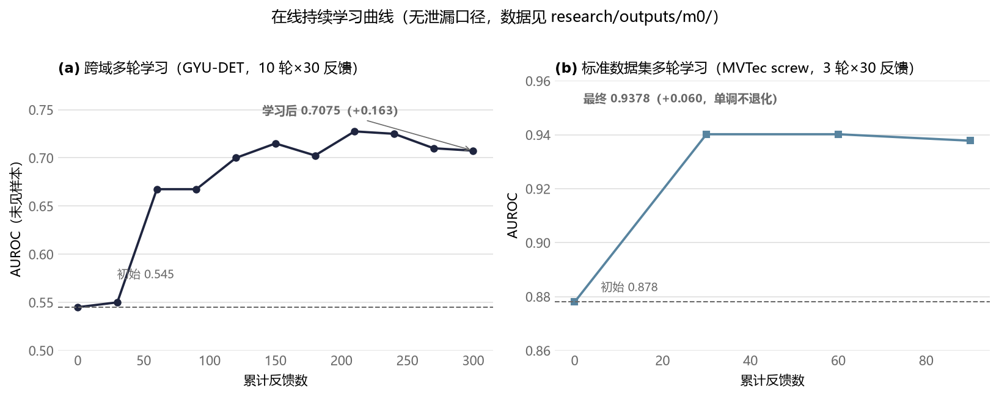 在线持续学习曲线（无泄漏口径，数据见 research/outputs/m0/）
(a) 跨域多轮学习（GYU-DET，10 轮×30 反馈）
学习后 0.7075（+0.163）
初始 0.545
AUROC（未见样本）
0.75
0.70
0.65
0.60
0.55
0.50
0 50 100 150 200 250 300
累计反馈数
(b) 标准数据集多轮学习（MVTec screw，3 轮×30 反馈）
最终 0.9378（+0.060，单调不退化）
初始 0.878
AUROC
0.96
0.94
0.92
0.90
0.88
0.86
0 20 40 60 80
累计反馈数